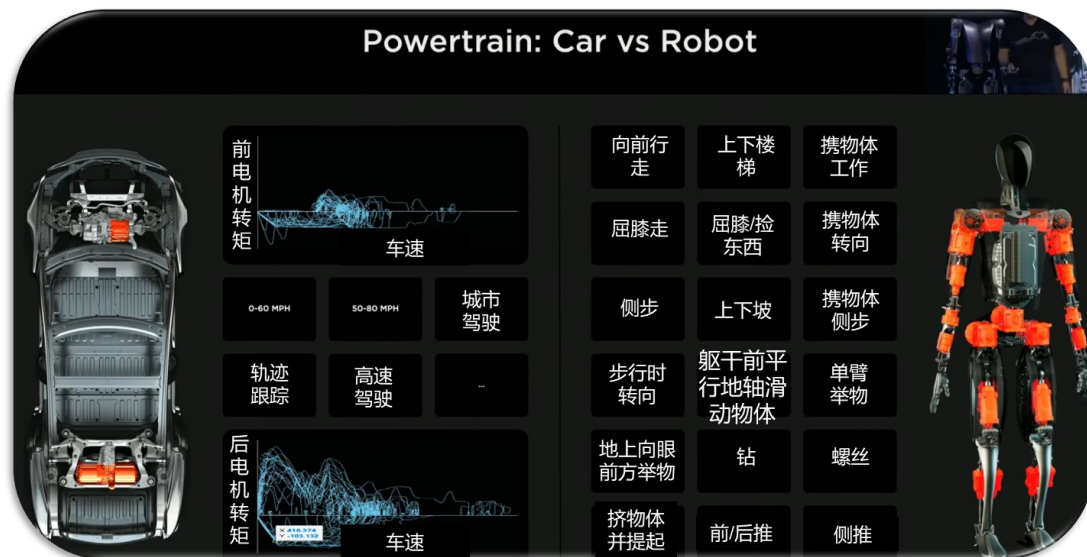 Powertrain: Car vs Robot
前
电
机
转
矩
车速
0-60 MPH
50-80 MPH
城市
驾驶
轨迹
跟踪
高速
驾驶
...
后
电
机
转
矩
X 418.374
Y -103.132
车速
向前行
走
上下楼
梯
携物体
工作
屈膝走
屈膝/捡
东西
携物体
转向
侧步
上下坡
携物体
侧步
步行时
转向
躯干前平
行地轴滑
动物体
单臂
举物
地上向眼
前方举物
钻
螺丝
挤物体
并提起
前/后推
侧推